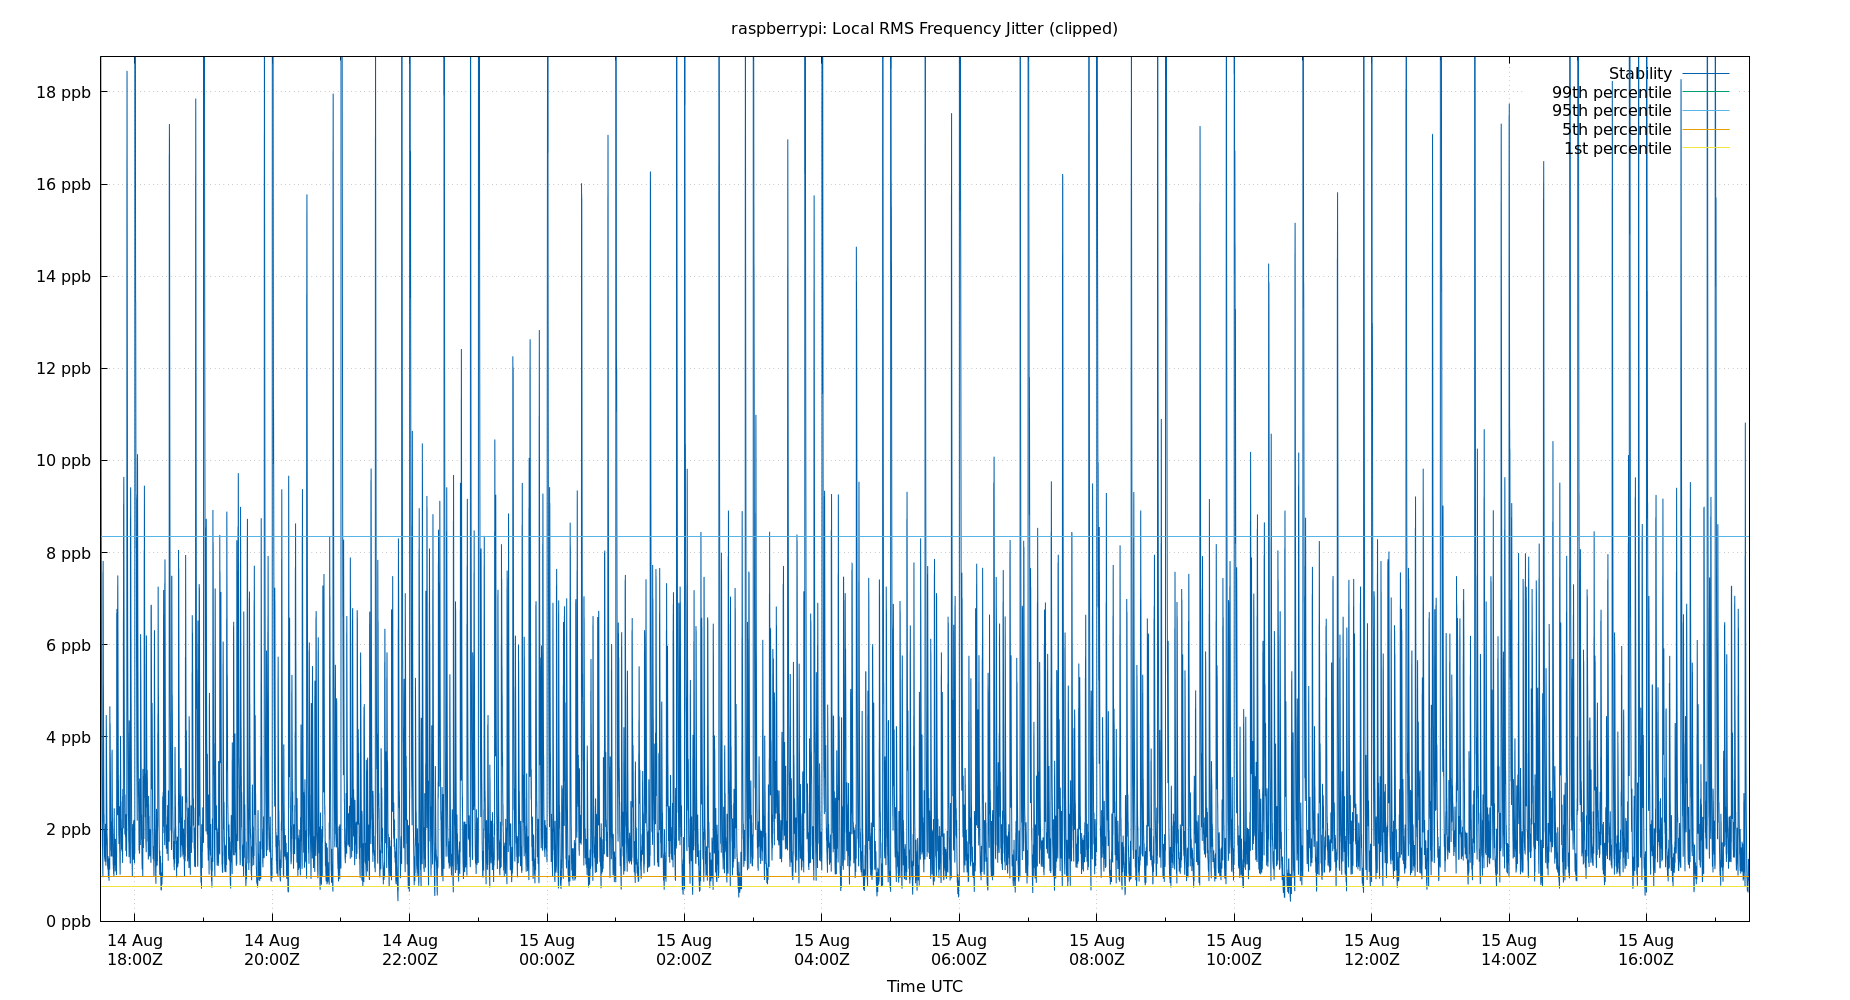 raspberrypi: Local RMS Frequency Jitter (clipped)
Stability
99th percentile
95th percentile
5th percentile
1st percentile
18 ppb
16 ppb
14 ppb
12 ppb
10 ppb
8 ppb
6 ppb
4 ppb
2 ppb
0 ppb
14 Aug 14 Aug 14 Aug 15 Aug 15 Aug 15 Aug 15 Aug 15 Aug 15 Aug 15 Aug 15 Aug 15 Aug
18:00Z 20:00Z 22:00Z 00:00Z 02:00Z 04:00Z 06:00Z 08:00Z 10:00Z 12:00Z 14:00Z 16:00Z
Time UTC